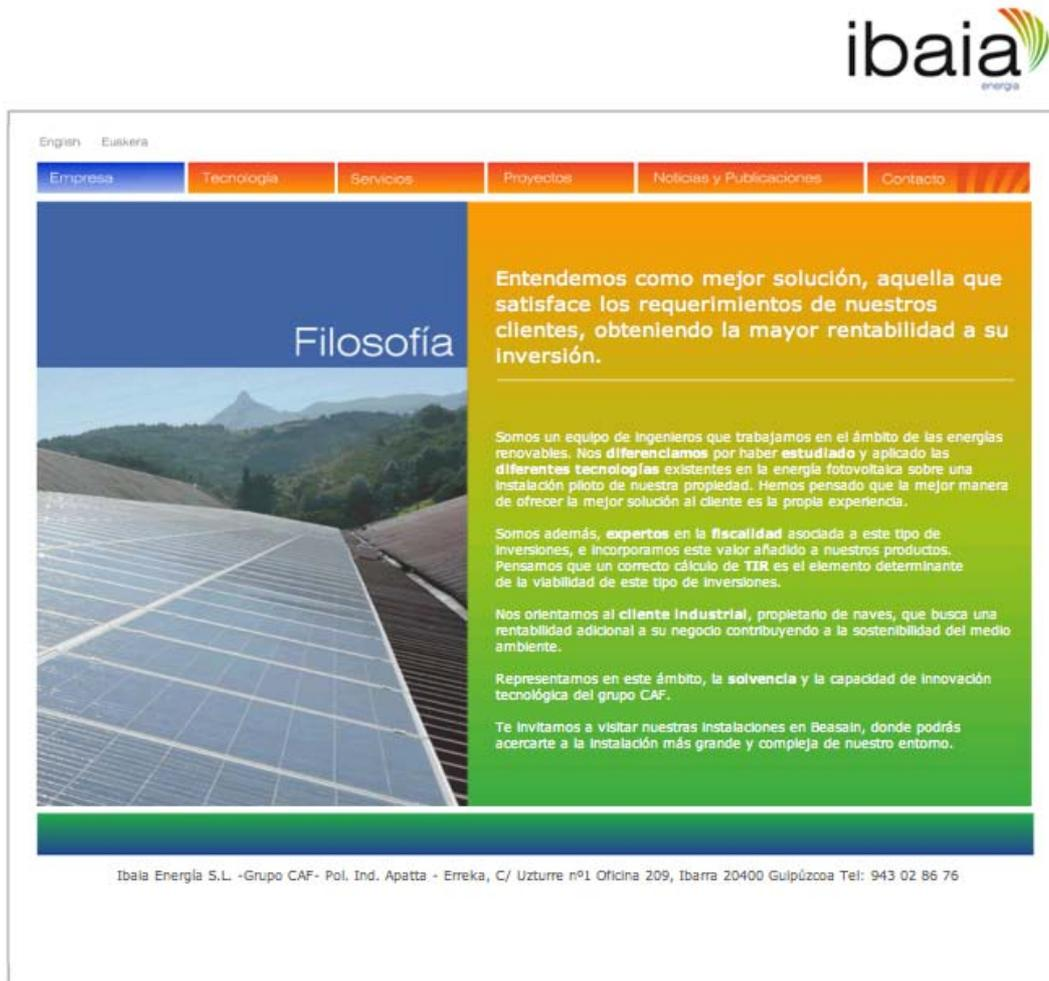 ibaia
energia
English Euskera
Empresa Tecnología Servicios Proyectos Noticias y Publicaciones Contacto
Filosofía
Entendemos como mejor solución, aquella que
satisface los requerimientos de nuestros
clientes, obteniendo la mayor rentabilidad a su
inversión.
Somos un equipo de ingenieros que trabajamos en el ámbito de las energías
renovables. Nos diferenciamos por haber estudiado y aplicado las
diferentes tecnologías existentes en la energía fotovoltaica sobre una
instalación piloto de nuestra propiedad. Hemos pensado que la mejor manera
de ofrecer la mejor solución al cliente es la propia experiencia.
Somos además, expertos en la fiscalidad asociada a este tipo de
inversiones, e incorporamos este valor añadido a nuestros productos.
Pensamos que un correcto cálculo de TIR es el elemento determinante
de la viabilidad de este tipo de inversiones.
Nos orientamos al cliente industrial, propietario de naves, que busca una
rentabilidad adicional a su negocio contribuyendo a la sostenibilidad del medio
ambiente.
Representamos en este ámbito, la solvencia y la capacidad de innovación
tecnológica del grupo CAF.
Te invitamos a visitar nuestras instalaciones en Beasain, donde podrás
acercarte a la instalación más grande y compleja de nuestro entorno.
Ibaia Energía S.L. -Grupo CAF- Pol. Ind. Apatta - Erreka, C/ Uzturre nº1 Oficina 209, Ibarra 20400 Guipúzcoa Tel: 943 02 86 76